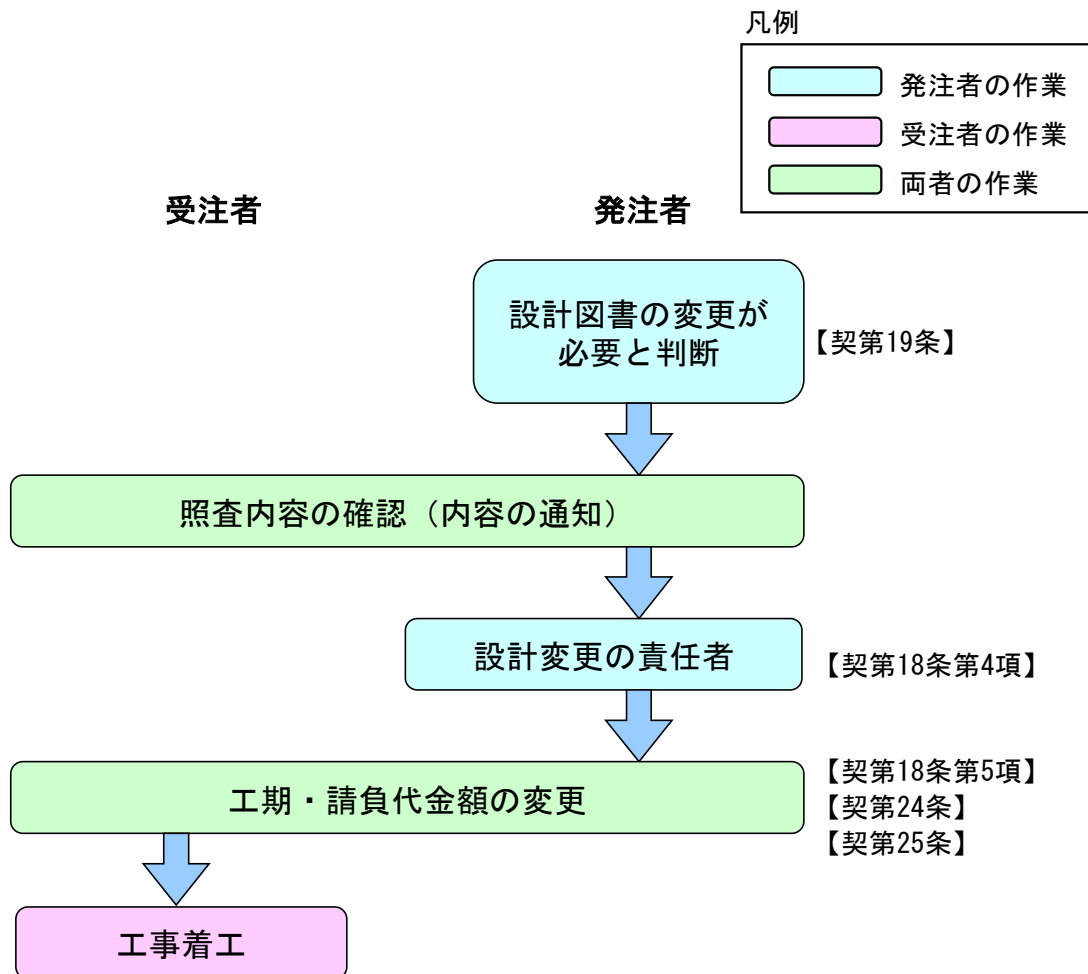 凡例
発注者の作業
受注者の作業
両者の作業
受注者
発注者
設計図書の変更が
必要と判断
【契第19条】
照査内容の確認（内容の通知）
設計変更の責任者
【契第18条第4項】
工期・請負代金額の変更
【契第18条第5項】
【契第24条】
【契第25条】
工事着工